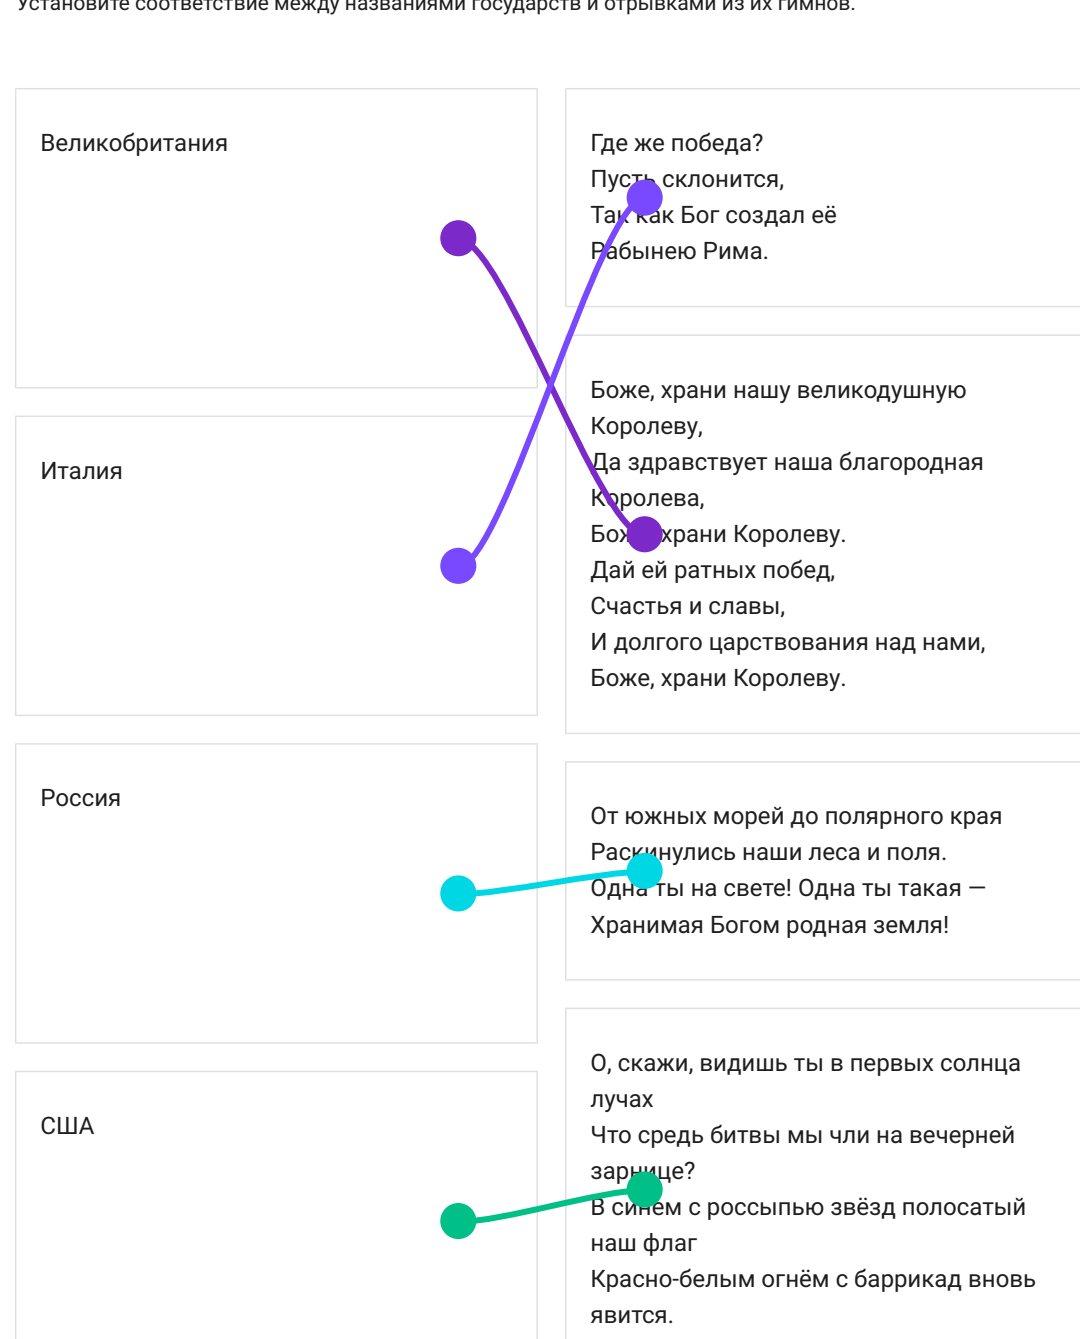 Установите соответствие между названиями государств и отрывками из их гимнов.
Великобритания
Где же победа?
Пусть склонится,
Так как Бог создал её
Рабынею Рима.
Боже, храни нашу великодушную
Королеву,
Да здравствует наша благородная
Королева,
Боже, храни Королеву.
Дай ей ратных побед,
Счастья и славы,
И долгого царствования над нами,
Боже, храни Королеву.
Италия
Россия
От южных морей до полярного края
Раскинулись наши леса и поля.
Одна ты на свете! Одна ты такая —
Хранимая Богом родная земля!
США
О, скажи, видишь ты в первых солнца
лучах
Что средь битвы мы чли на вечерней
зарнице?
В синем с россыпью звёзд полосатый
наш флаг
Красно-белым огнём с баррикад вновь
явится.